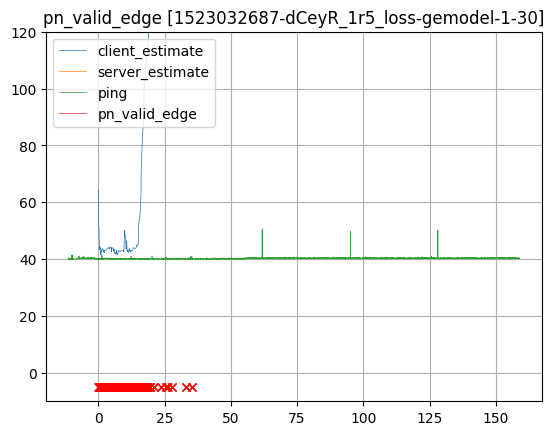 pn_valid_edge [1523032687-dCeyR_1r5_loss-gemodel-1-30]
client_estimate
server_estimate
ping
pn_valid_edge
120
100
80
60
40
20
0
0 25 50 75 100 125 150